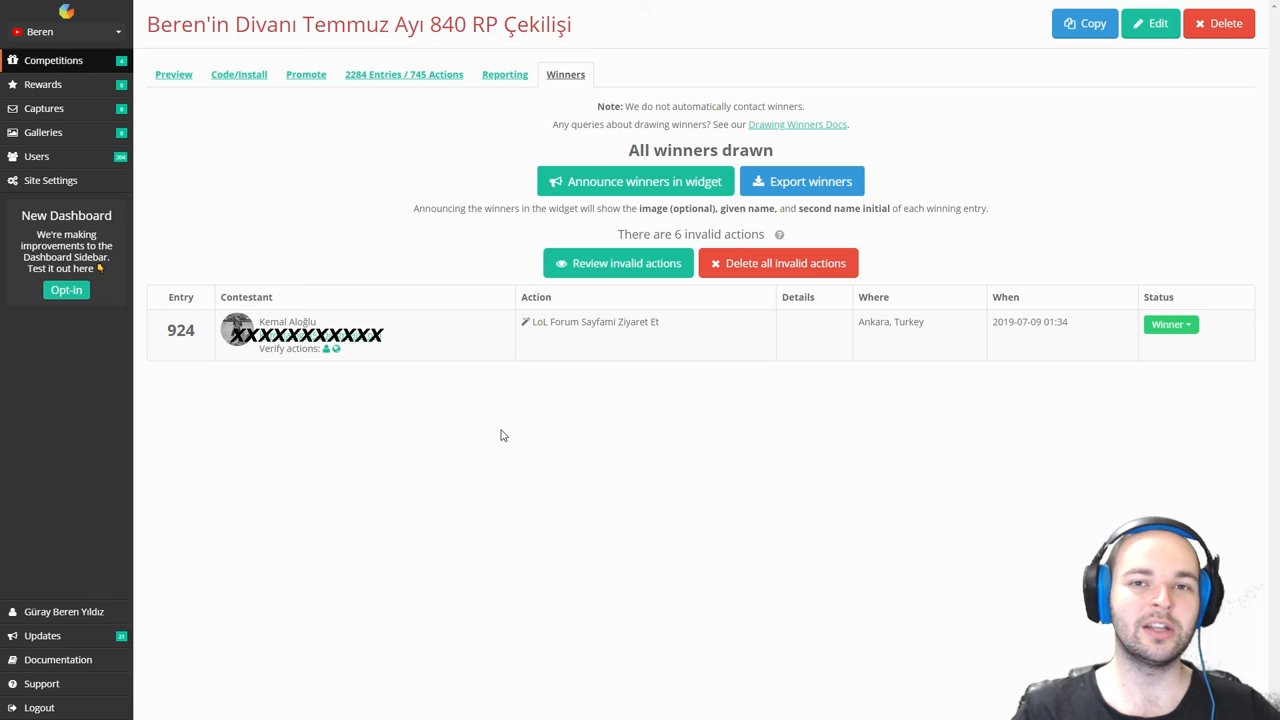 Beren
Competitions 4
Rewards 0
Captures 0
Galleries 0
Users 204
Site Settings
New Dashboard
We're making
improvements to the
Dashboard Sidebar.
Test it out here 👇
Opt-in
Güray Beren Yıldız
Updates 21
Documentation
Support
Logout
Beren'in Divanı Temmuz Ayı 840 RP Çekilişi
Copy Edit Delete
Preview Code/Install Promote 2284 Entries / 745 Actions Reporting Winners
Note: We do not automatically contact winners.
Any queries about drawing winners? See our Drawing Winners Docs.
All winners drawn
Announce winners in widget Export winners
Announcing the winners in the widget will show the image (optional), given name, and second name initial of each winning entry.
There are 6 invalid actions ?
Review invalid actions Delete all invalid actions
Entry Contestant Action Details Where When Status
924 Kemal Aloğlu LoL Forum Sayfami Ziyaret Et Ankara, Turkey 2019-07-09 01:34 Winner
XXXXXXXXXXX
Verify actions: